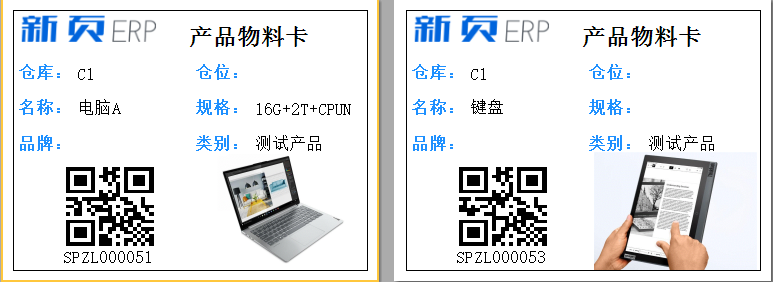 新页ERP 产品物料卡
仓库： C1 仓位：
名称： 电脑A 规格： 16G+2T+CPUN
品牌： 类别： 测试产品
SPZL000051
新页ERP 产品物料卡
仓库： C1 仓位：
名称： 键盘 规格：
品牌： 类别： 测试产品
SPZL000053